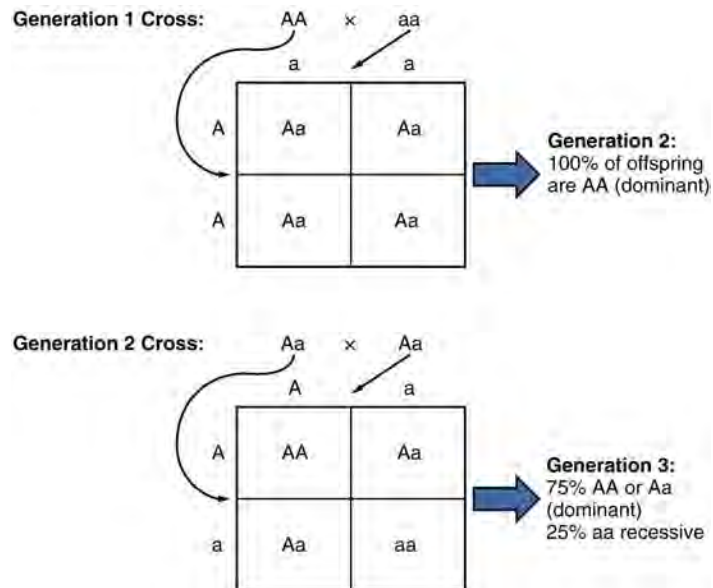 Generation 1 Cross: AA × aa
a a
A Aa Aa
A Aa Aa
Generation 2:
100% of offspring
are AA (dominant)
Generation 2 Cross: Aa × Aa
A a
A AA Aa
a Aa aa
Generation 3:
75% AA or Aa
(dominant)
25% aa recessive